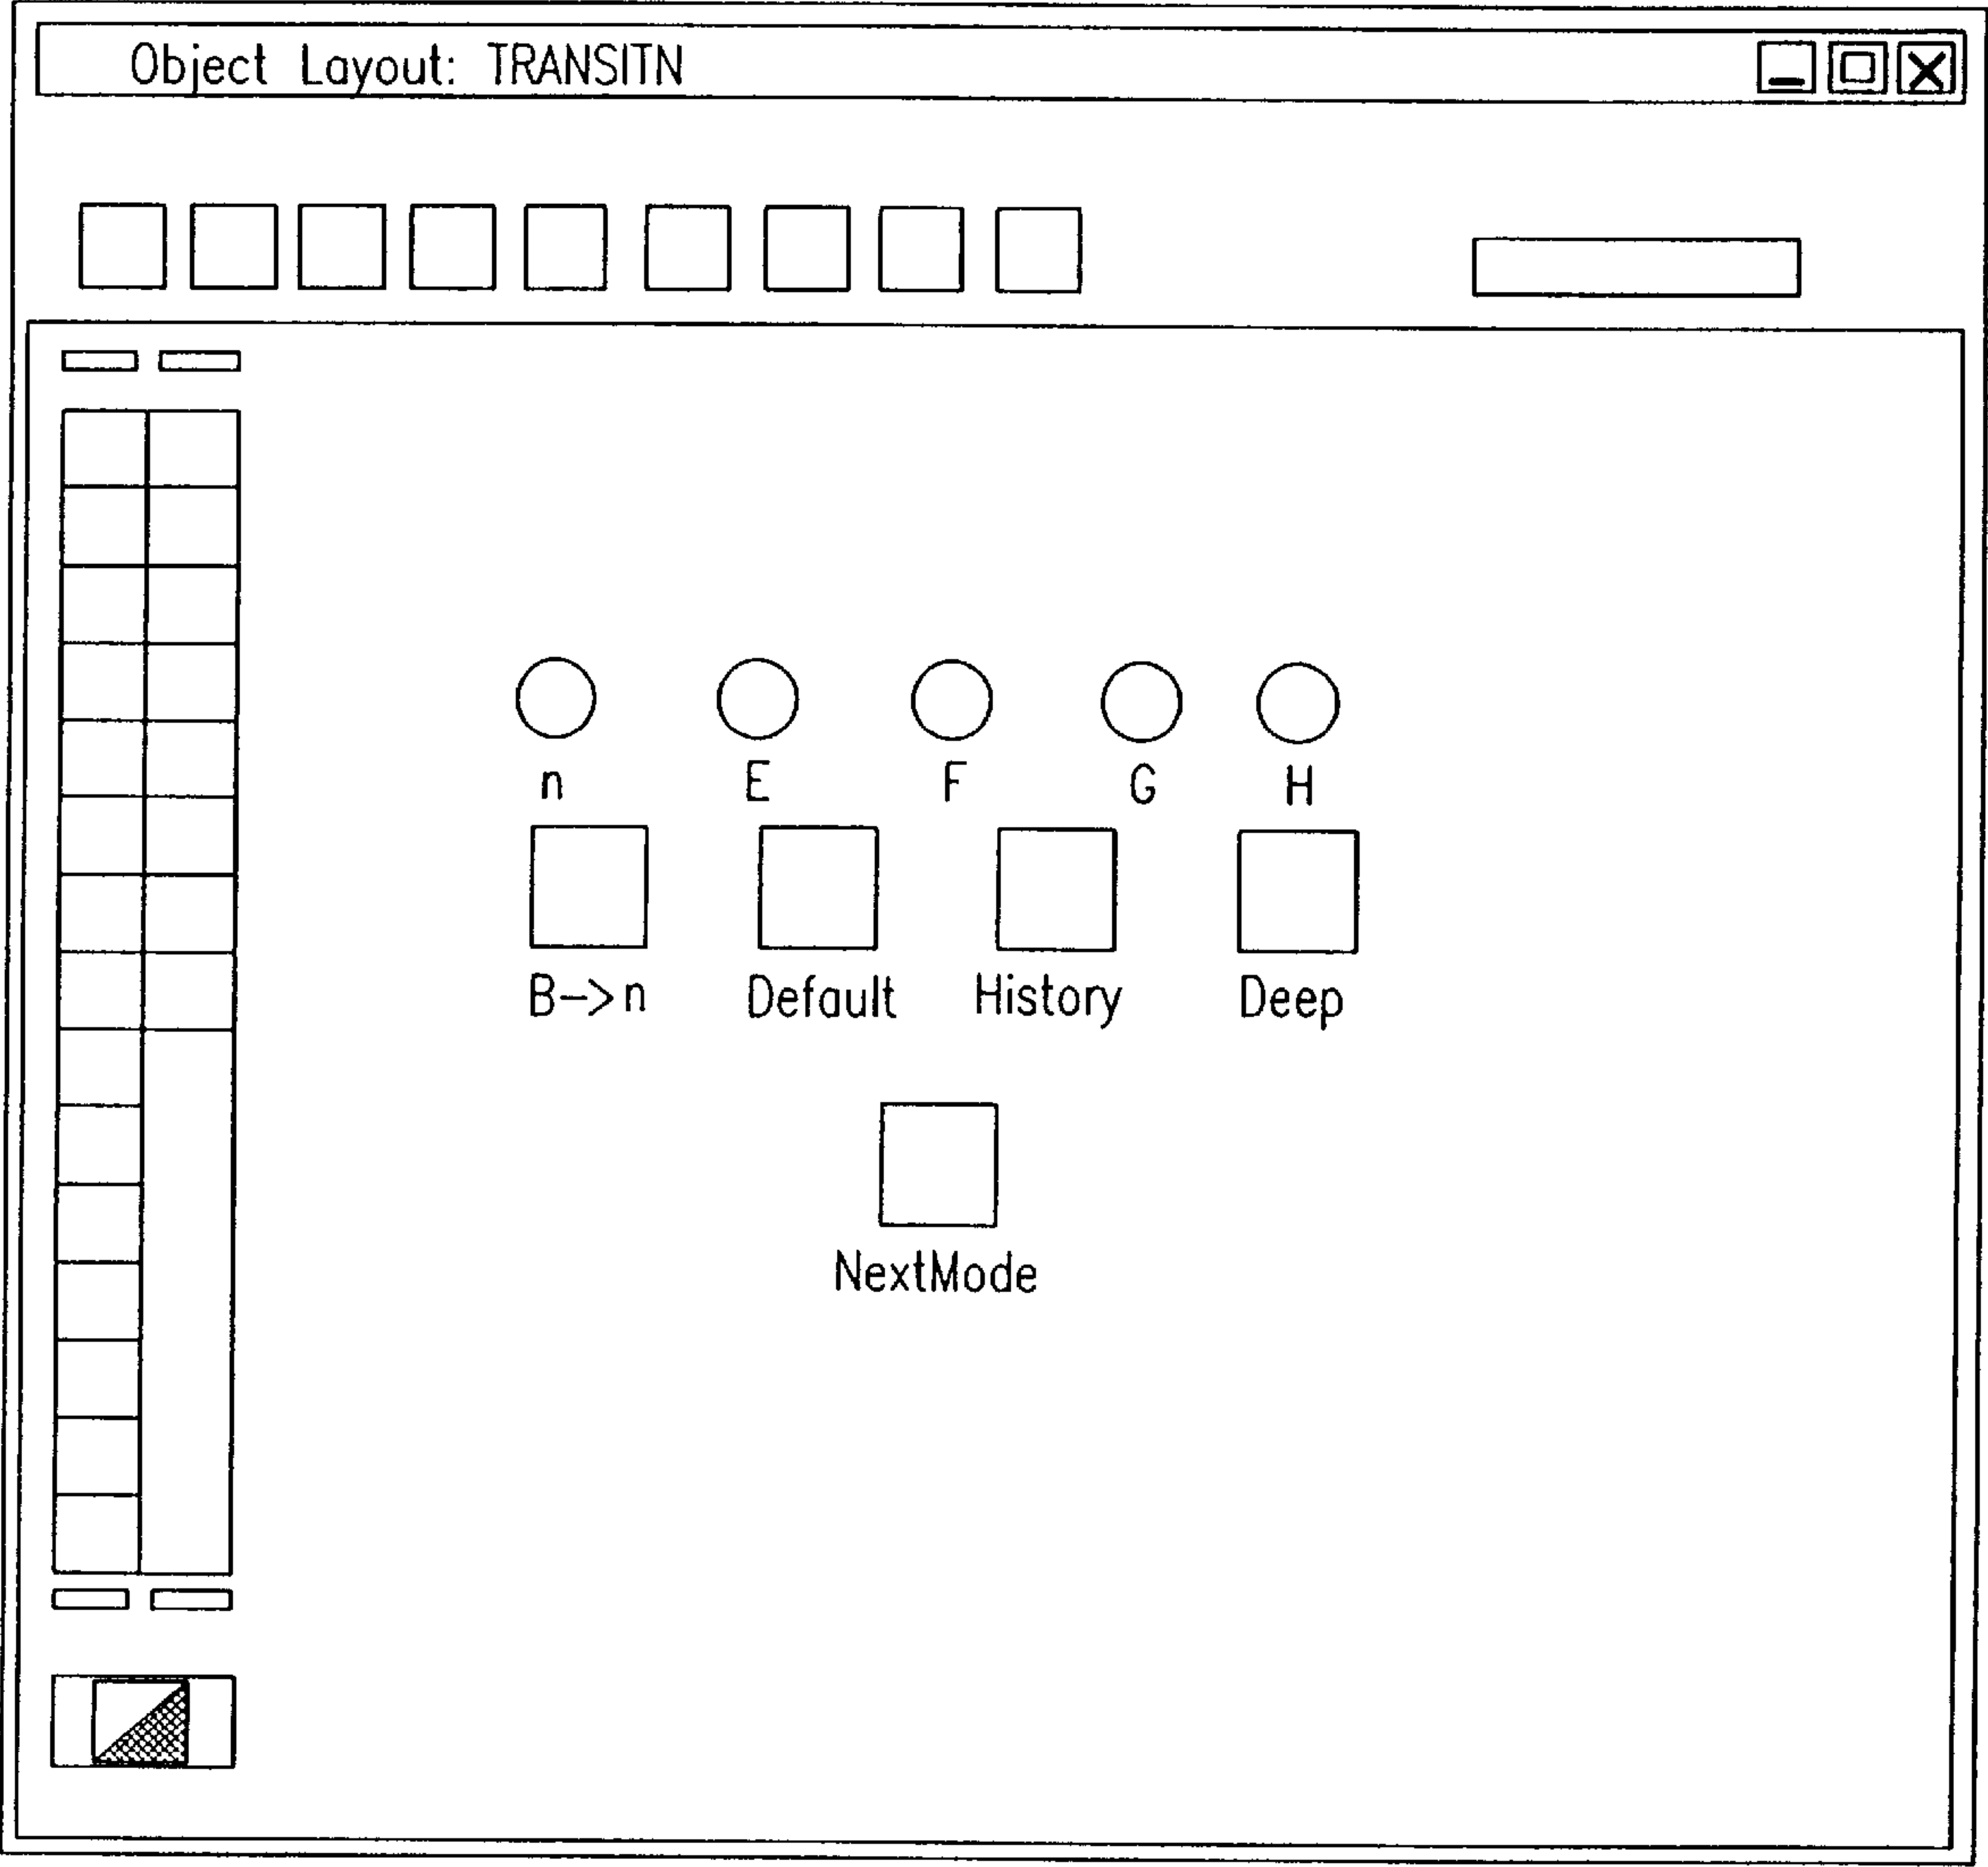 Object Layout: TRANSITN
n E F G H
B->n Default History Deep
NextMode